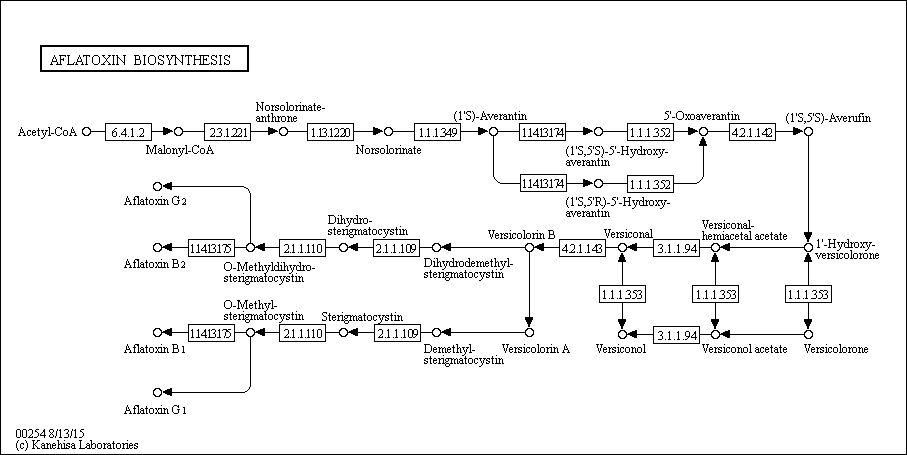 AFLATOXIN BIOSYNTHESIS
Norsolorinate-
anthrone
(1'S)-Averantin
5'-Oxoaverantin
(1'S,5'S)-Averufin
Acetyl-CoA
6.4.1.2
2.3.1.221
1.13.12.20
1.1.1.349
1.14.13.174
1.1.1.352
4.2.1.142
Malonyl-CoA
Norsolorinate
(1'S,5'S)-5'-Hydroxy-
averantin
1.14.13.174
1.1.1.352
(1'S,5'R)-5'-Hydroxy-
averantin
Aflatoxin G2
Dihydro-
sterigmatocystin
Versicolorin B
Versiconal
Versiconal-
hemiacetal acetate
1'-Hydroxy-
versicolorone
1.14.13.175
2.1.1.110
2.1.1.109
4.2.1.143
3.1.1.94
Aflatoxin B2
O-Methyldihydro-
sterigmatocystin
Dihydrodemethyl-
sterigmatocystin
1.1.1.353
1.1.1.353
1.1.1.353
O-Methyl-
sterigmatocystin
Sterigmatocystin
1.14.13.175
2.1.1.110
2.1.1.109
3.1.1.94
Aflatoxin B1
Demethyl-
sterigmatocystin
Versicolorin A
Versiconol
Versiconol acetate
Versicolorone
Aflatoxin G1
00254 8/13/15
(c) Kanehisa Laboratories